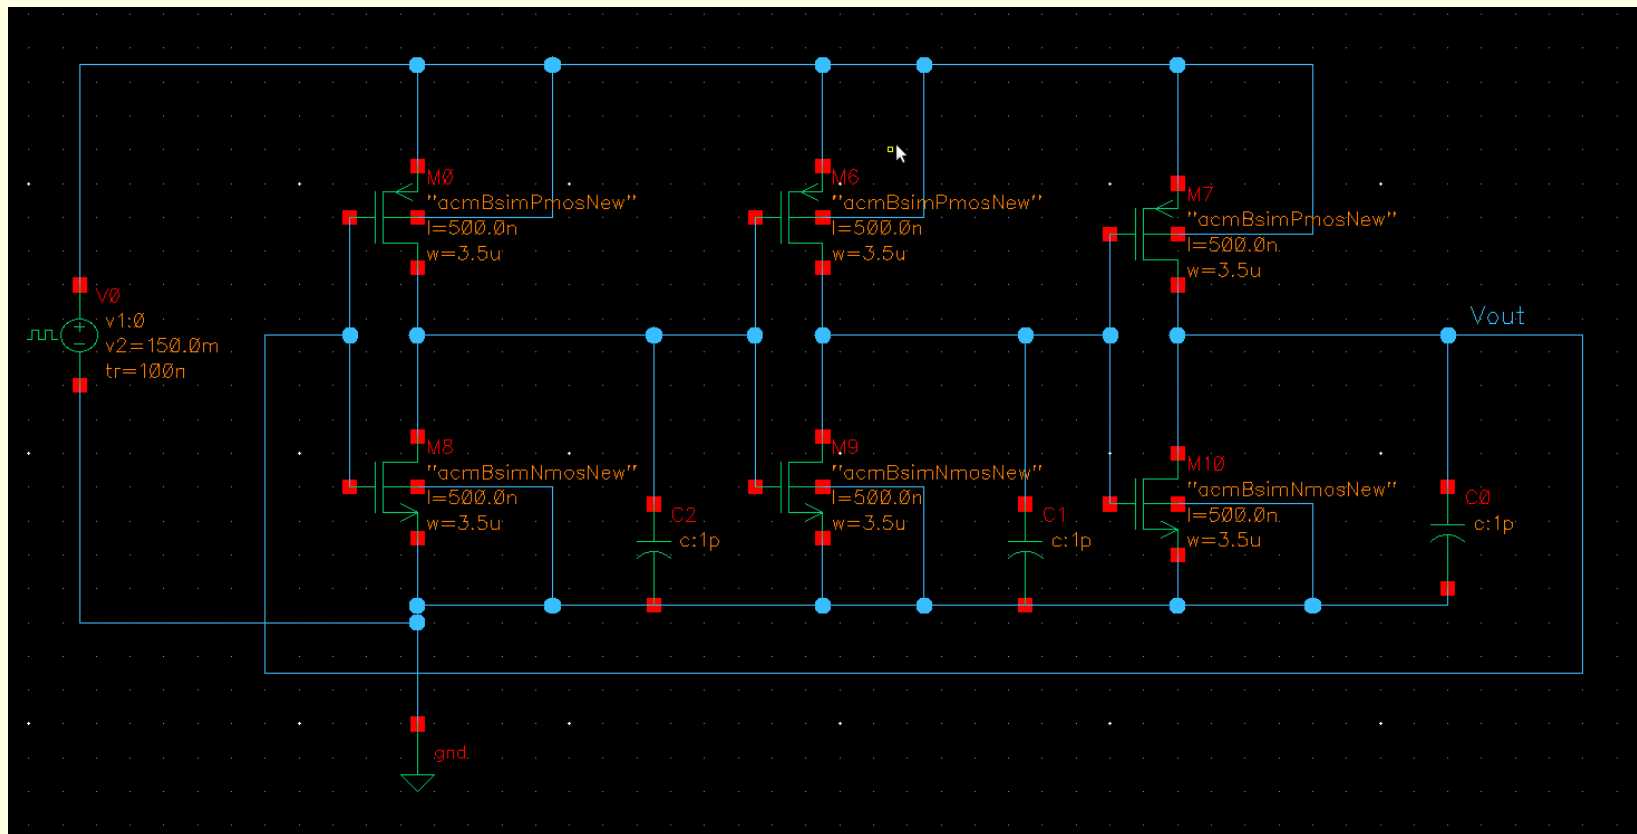 M0
"acmBsimPmosNew"
l=500.0n
w=3.5u
M6
"acmBsimPmosNew"
l=500.0n
w=3.5u
M7
"acmBsimPmosNew"
l=500.0n
w=3.5u
V0
v1:0
v2=150.0m
tr=100n
Vout
M8
"acmBsimNmosNew"
l=500.0n
w=3.5u
C2
c:1p
M9
"acmBsimNmosNew"
l=500.0n
w=3.5u
C1
c:1p
M10
"acmBsimNmosNew"
l=500.0n
w=3.5u
C0
c:1p
gnd